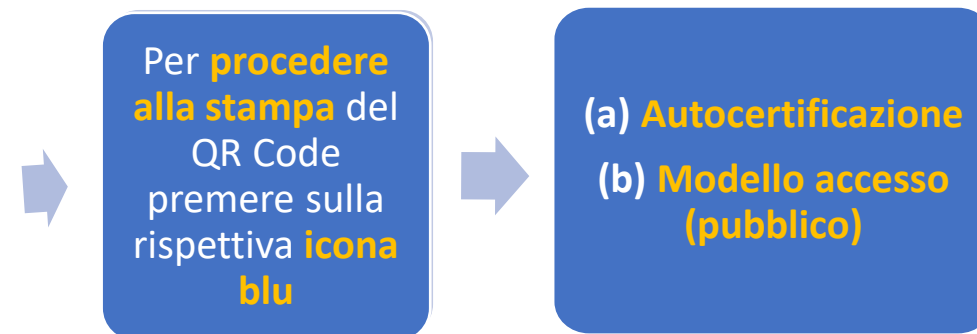 Per procedere
alla stampa del
QR Code
premere sulla
rispettiva icona
blu
(a) Autocertificazione
(b) Modello accesso
(pubblico)